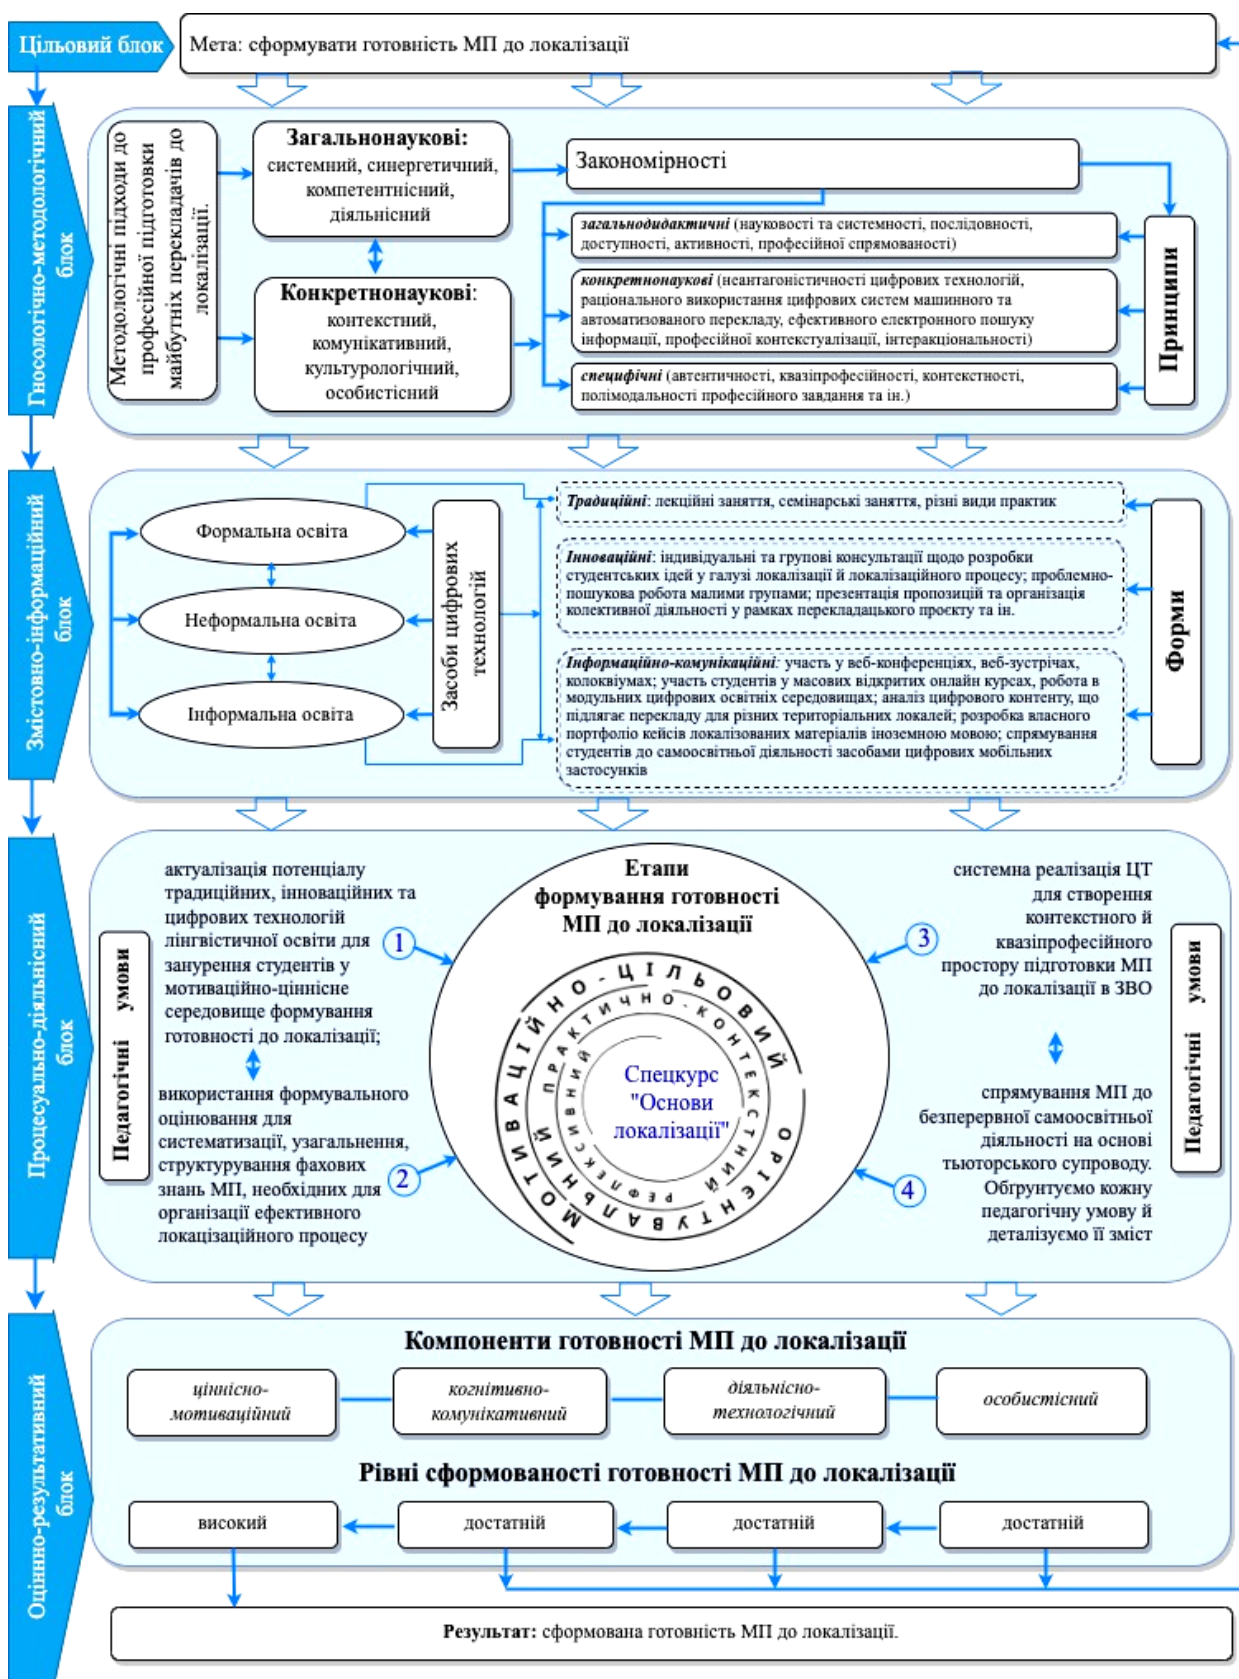 Цільовий блок
Мета: сформувати готовність МП до локалізації
Гносологічно-методологічний
блок
Методологічні підходи до
професійної підготовки
майбутніх перекладачів до
локалізації.
Загальнонаукові:
системний, синергетичний,
компетентнісний,
діяльнісний
Конкретнонаукові:
контекстний,
комунікативний,
культурологічний,
особистісний
Закономірності
загальнодидактичні (науковості та системності, послідовності,
доступності, активності, професійної спрямованості)
конкретнонаукові (неантагоністичності цифрових технологій,
раціонального використання цифрових систем машинного та
автоматизованого перекладу, ефективного електронного пошуку
інформації, професійної контекстуалізації, інтеракціональності)
специфічні (автентичності, квазіпрофесійності, контекстності,
полімодальності професійного завдання та ін.)
Принципи
Змістовно-інформаційний
блок
Формальна освіта
Неформальна освіта
Інформальна освіта
Засоби цифрових
технологій
Традиційні: лекційні заняття, семінарські заняття, різні види практик
Інноваційні: індивідуальні та групові консультації щодо розробки
студентських ідей у галузі локалізації й локалізаційного процесу; проблемно-
пошукова робота малими групами; презентація пропозицій та організація
колективної діяльності у рамках перекладацького проєкту та ін.
Інформаційно-комунікаційні: участь у веб-конференціях, веб-зустрічах,
колоквіумах; участь студентів у масових відкритих онлайн курсах, робота в
модульних цифрових освітніх середовищах; аналіз цифрового контенту, що
підлягає перекладу для різних територіальних локалей; розробка власного
портфоліо кейсів локалізованих матеріалів іноземною мовою; спрямування
студентів до самоосвітньої діяльності засобами цифрових мобільних
застосунків
Форми
Процесуально-діяльнісний
блок
Педагогічні умови
актуалізація потенціалу
традиційних, інноваційних та
цифрових технологій
лінгвістичної освіти для
занурення студентів у
мотиваційно-ціннісне
середовище формування
готовності до локалізації;
1
використання формувального
оцінювання для
систематизації, узагальнення,
структурування фахових
знань МП, необхідних для
організації ефективного
локацізаційного процесу
2
Етапи
формування готовності
МП до локалізації
МОТИВАЦІЙНО-ЦІЛЬОВИЙ
ОРІЄНТУВАЛЬНИЙ
ПРАКТИЧНО-КОНТЕКСТНИЙ
РЕФЛЕКСИВНИЙ
Спецкурс
"Основи
локалізації"
3
системна реалізація ЦТ
для створення
контекстного й
квазіпрофесійного
простору підготовки МП
до локалізації в ЗВО
4
спрямування МП до
безперервної самоосвітньої
діяльності на основі
тьюторського супроводу.
Обґрунтуємо кожну
педагогічну умову й
деталізуємо її зміст
Педагогічні умови
Оцінно-результативний
блок
Компоненти готовності МП до локалізації
ціннісно-
мотиваційний
когнітивно-
комунікативний
діяльнісно-
технологічний
особистісний
Рівні сформованості готовності МП до локалізації
високий
достатній
достатній
достатній
Результат: сформована готовність МП до локалізації.